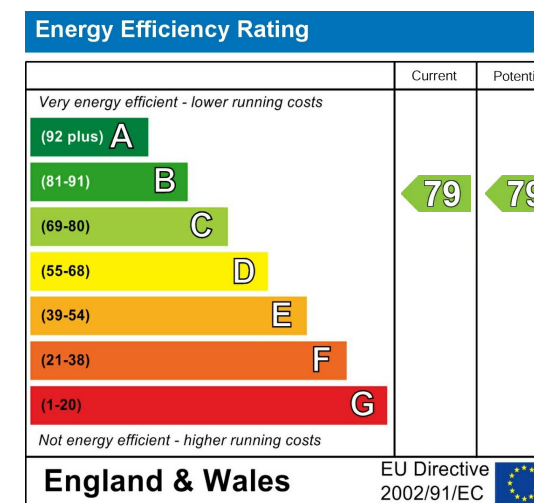 Energy Efficiency Rating
Current Potenti
Very energy efficient - lower running costs
(92 plus) A
(81-91) B
79 79
(69-80) C
(55-68) D
(39-54) E
(21-38) F
(1-20) G
Not energy efficient - higher running costs
England & Wales
EU Directive
2002/91/EC